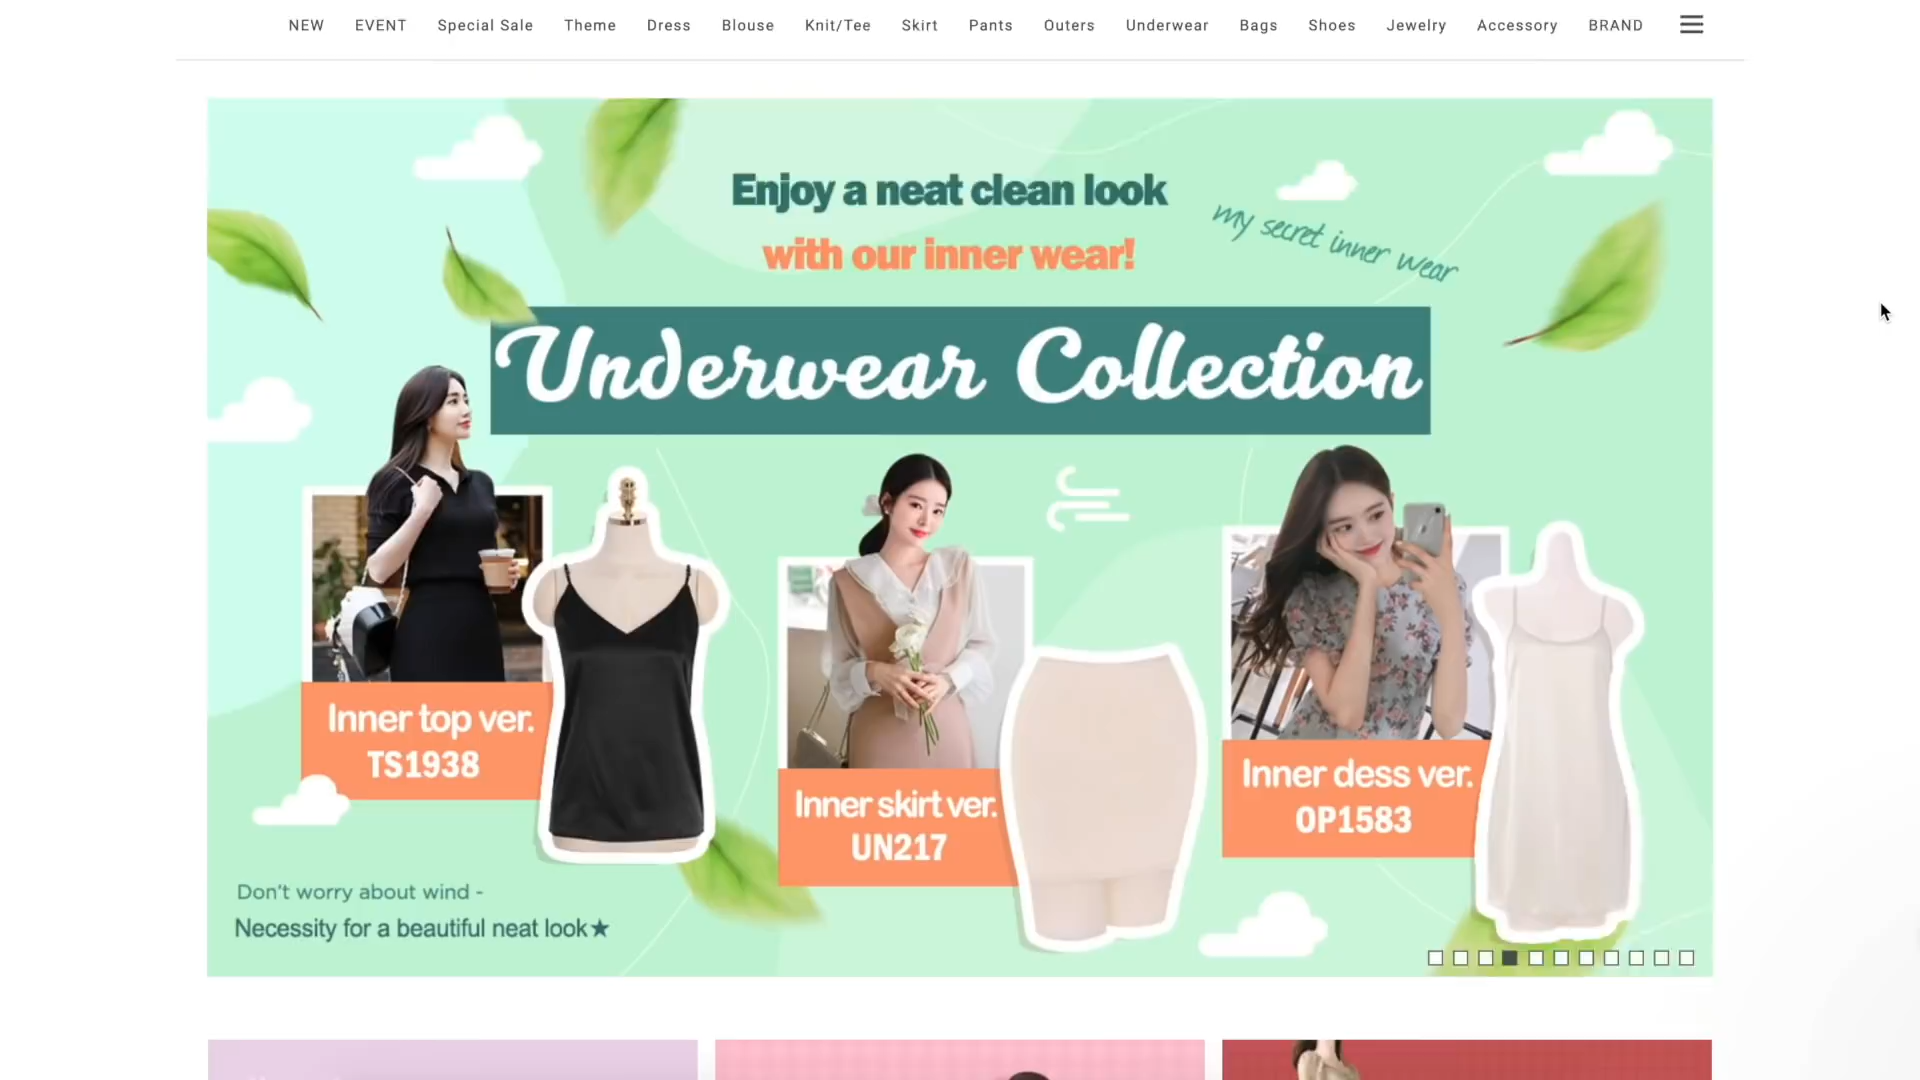 NEW EVENT Special Sale Theme Dress Blouse Knit/Tee Skirt Pants Outers Underwear Bags Shoes Jewelry Accessory BRAND
Enjoy a neat clean look
with our inner wear!
my secret inner wear
Underwear Collection
Inner top ver.
TS1938
Inner skirt ver.
UN217
Inner dess ver.
OP1583
Don't worry about wind -
Necessity for a beautiful neat look★